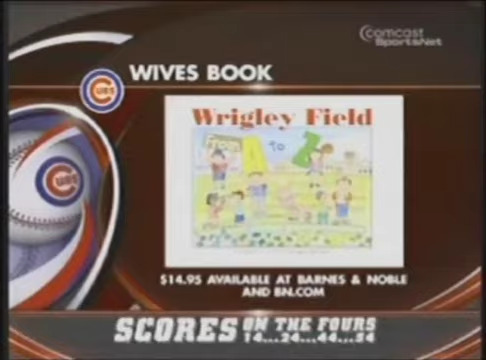 comcast
SportsNet
WIVES BOOK
CUBS
Wrigley Field
from A to Z
CUBS
$14.95 AVAILABLE AT BARNES & NOBLE
AND BN.COM
SCORES ON THE FOURS
14...24...44...54